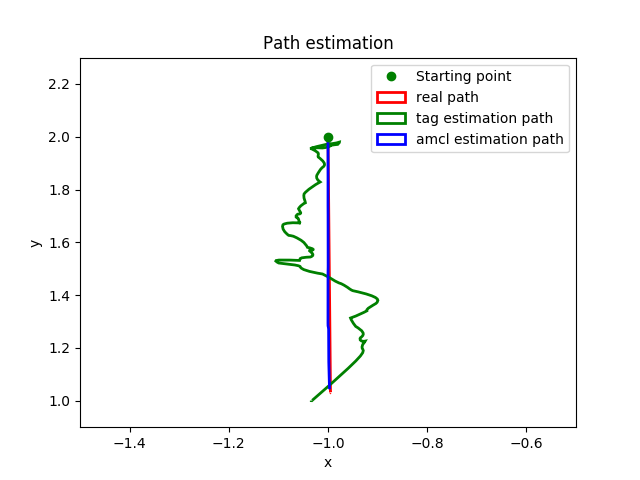 Path estimation
Starting point
real path
tag estimation path
amcl estimation path
2.2
2.0
1.8
1.6
1.4
1.2
1.0
y
−1.4
−1.2
−1.0
−0.8
−0.6
x